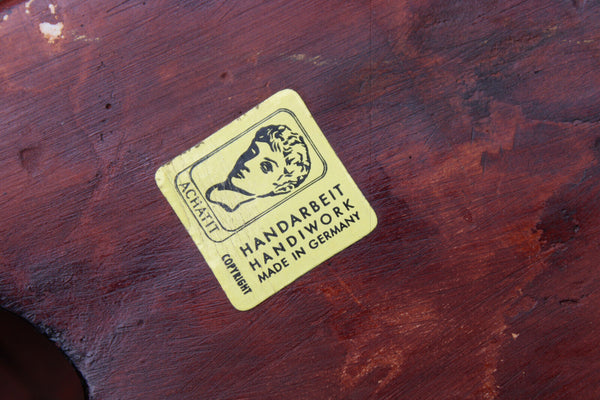 ACHATIT
HANDARBEIT
HANDIWORK
MADE IN GERMANY
COPYRIGHT